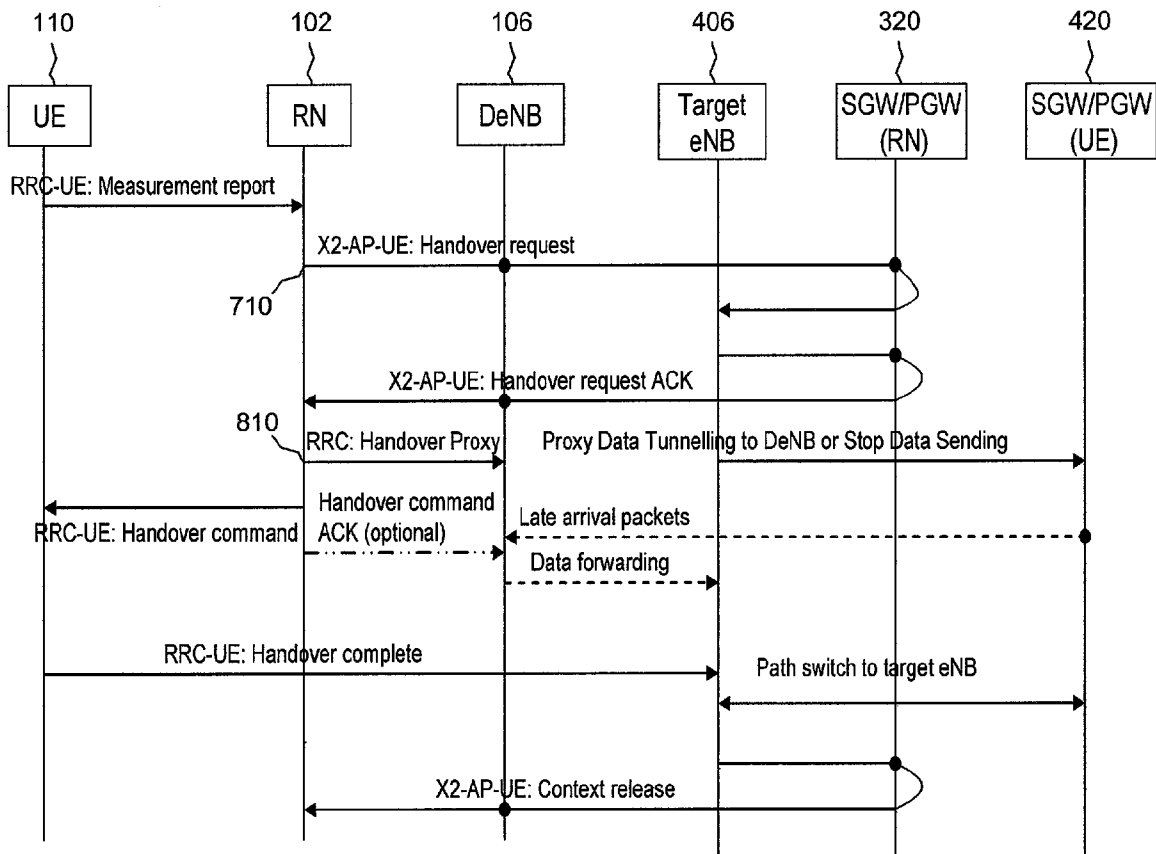 110
102
106
406
320
420
UE
RN
DeNB
Target
eNB
SGW/PGW
(RN)
SGW/PGW
(UE)
RRC-UE: Measurement report
X2-AP-UE: Handover request
710
X2-AP-UE: Handover request ACK
810
RRC: Handover Proxy
Proxy Data Tunnelling to DeNB or Stop Data Sending
RRC-UE: Handover command
Handover command
ACK (optional)
Late arrival packets
Data forwarding
RRC-UE: Handover complete
Path switch to target eNB
X2-AP-UE: Context release